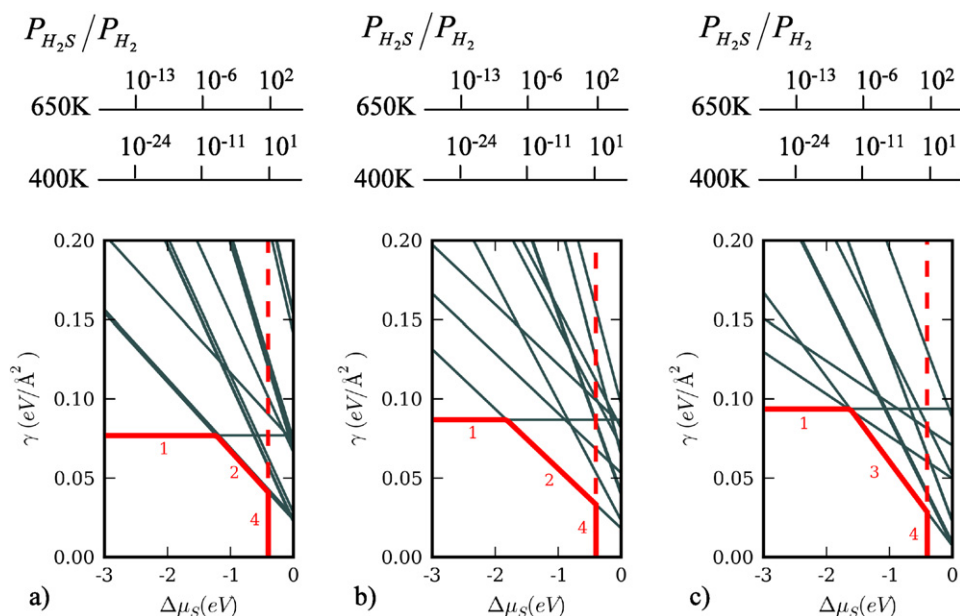 P_{H_2S}/P_{H_2} P_{H_2S}/P_{H_2} P_{H_2S}/P_{H_2}
10^{-13} 10^{-6} 10^{2} 10^{-13} 10^{-6} 10^{2} 10^{-13} 10^{-6} 10^{2}
650K 650K 650K
10^{-24} 10^{-11} 10^{1} 10^{-24} 10^{-11} 10^{1} 10^{-24} 10^{-11} 10^{1}
400K 400K 400K
0.20 0.20 0.20
0.15 0.15 0.15
γ (eV/Å²) γ (eV/Å²) γ (eV/Å²)
0.10 0.10 0.10
1 2 1 2 1 3
0.05 0.05 0.05
4 4 4
0.00 0.00 0.00
-3 -2 -1 0 -3 -2 -1 0 -3 -2 -1 0
a) Δμ_S(eV) b) Δμ_S(eV) c) Δμ_S(eV)